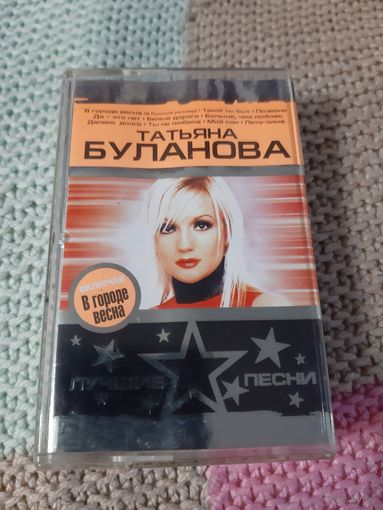 В городе весна • Такой ты был • Позвони
Да - это нет • Белые дороги • Больше, чем любовь
Далеко долго • Ты не любила • Мой сон • Лето-зима
ТАТЬЯНА
БУЛАНОВА
ВКЛЮЧАЯ
В ГОРОДЕ
ВЕСНА
ЛУЧШИЕ ПЕСНИ